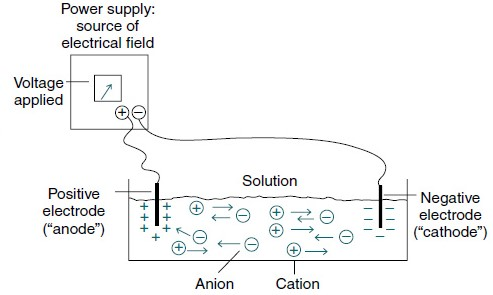 Power supply:
source of
electrical field
Voltage
applied
Solution
Positive
electrode
("anode")
Negative
electrode
("cathode")
Anion
Cation